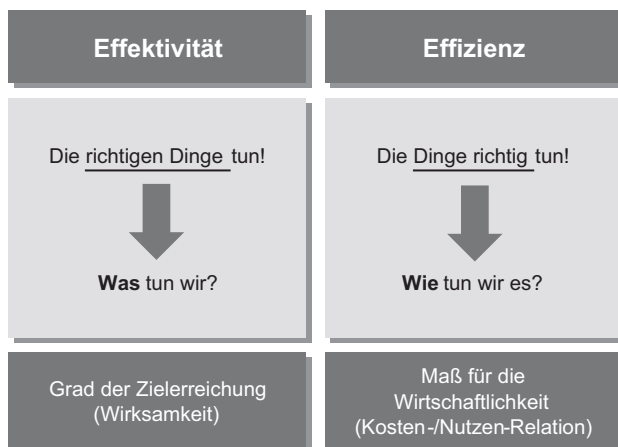 Effektivität
Die richtigen Dinge tun!
Was tun wir?
Grad der Zielerreichung
(Wirksamkeit)
Effizienz
Die Dinge richtig tun!
Wie tun wir es?
Maß für die
Wirtschaftlichkeit
(Kosten-/Nutzen-Relation)